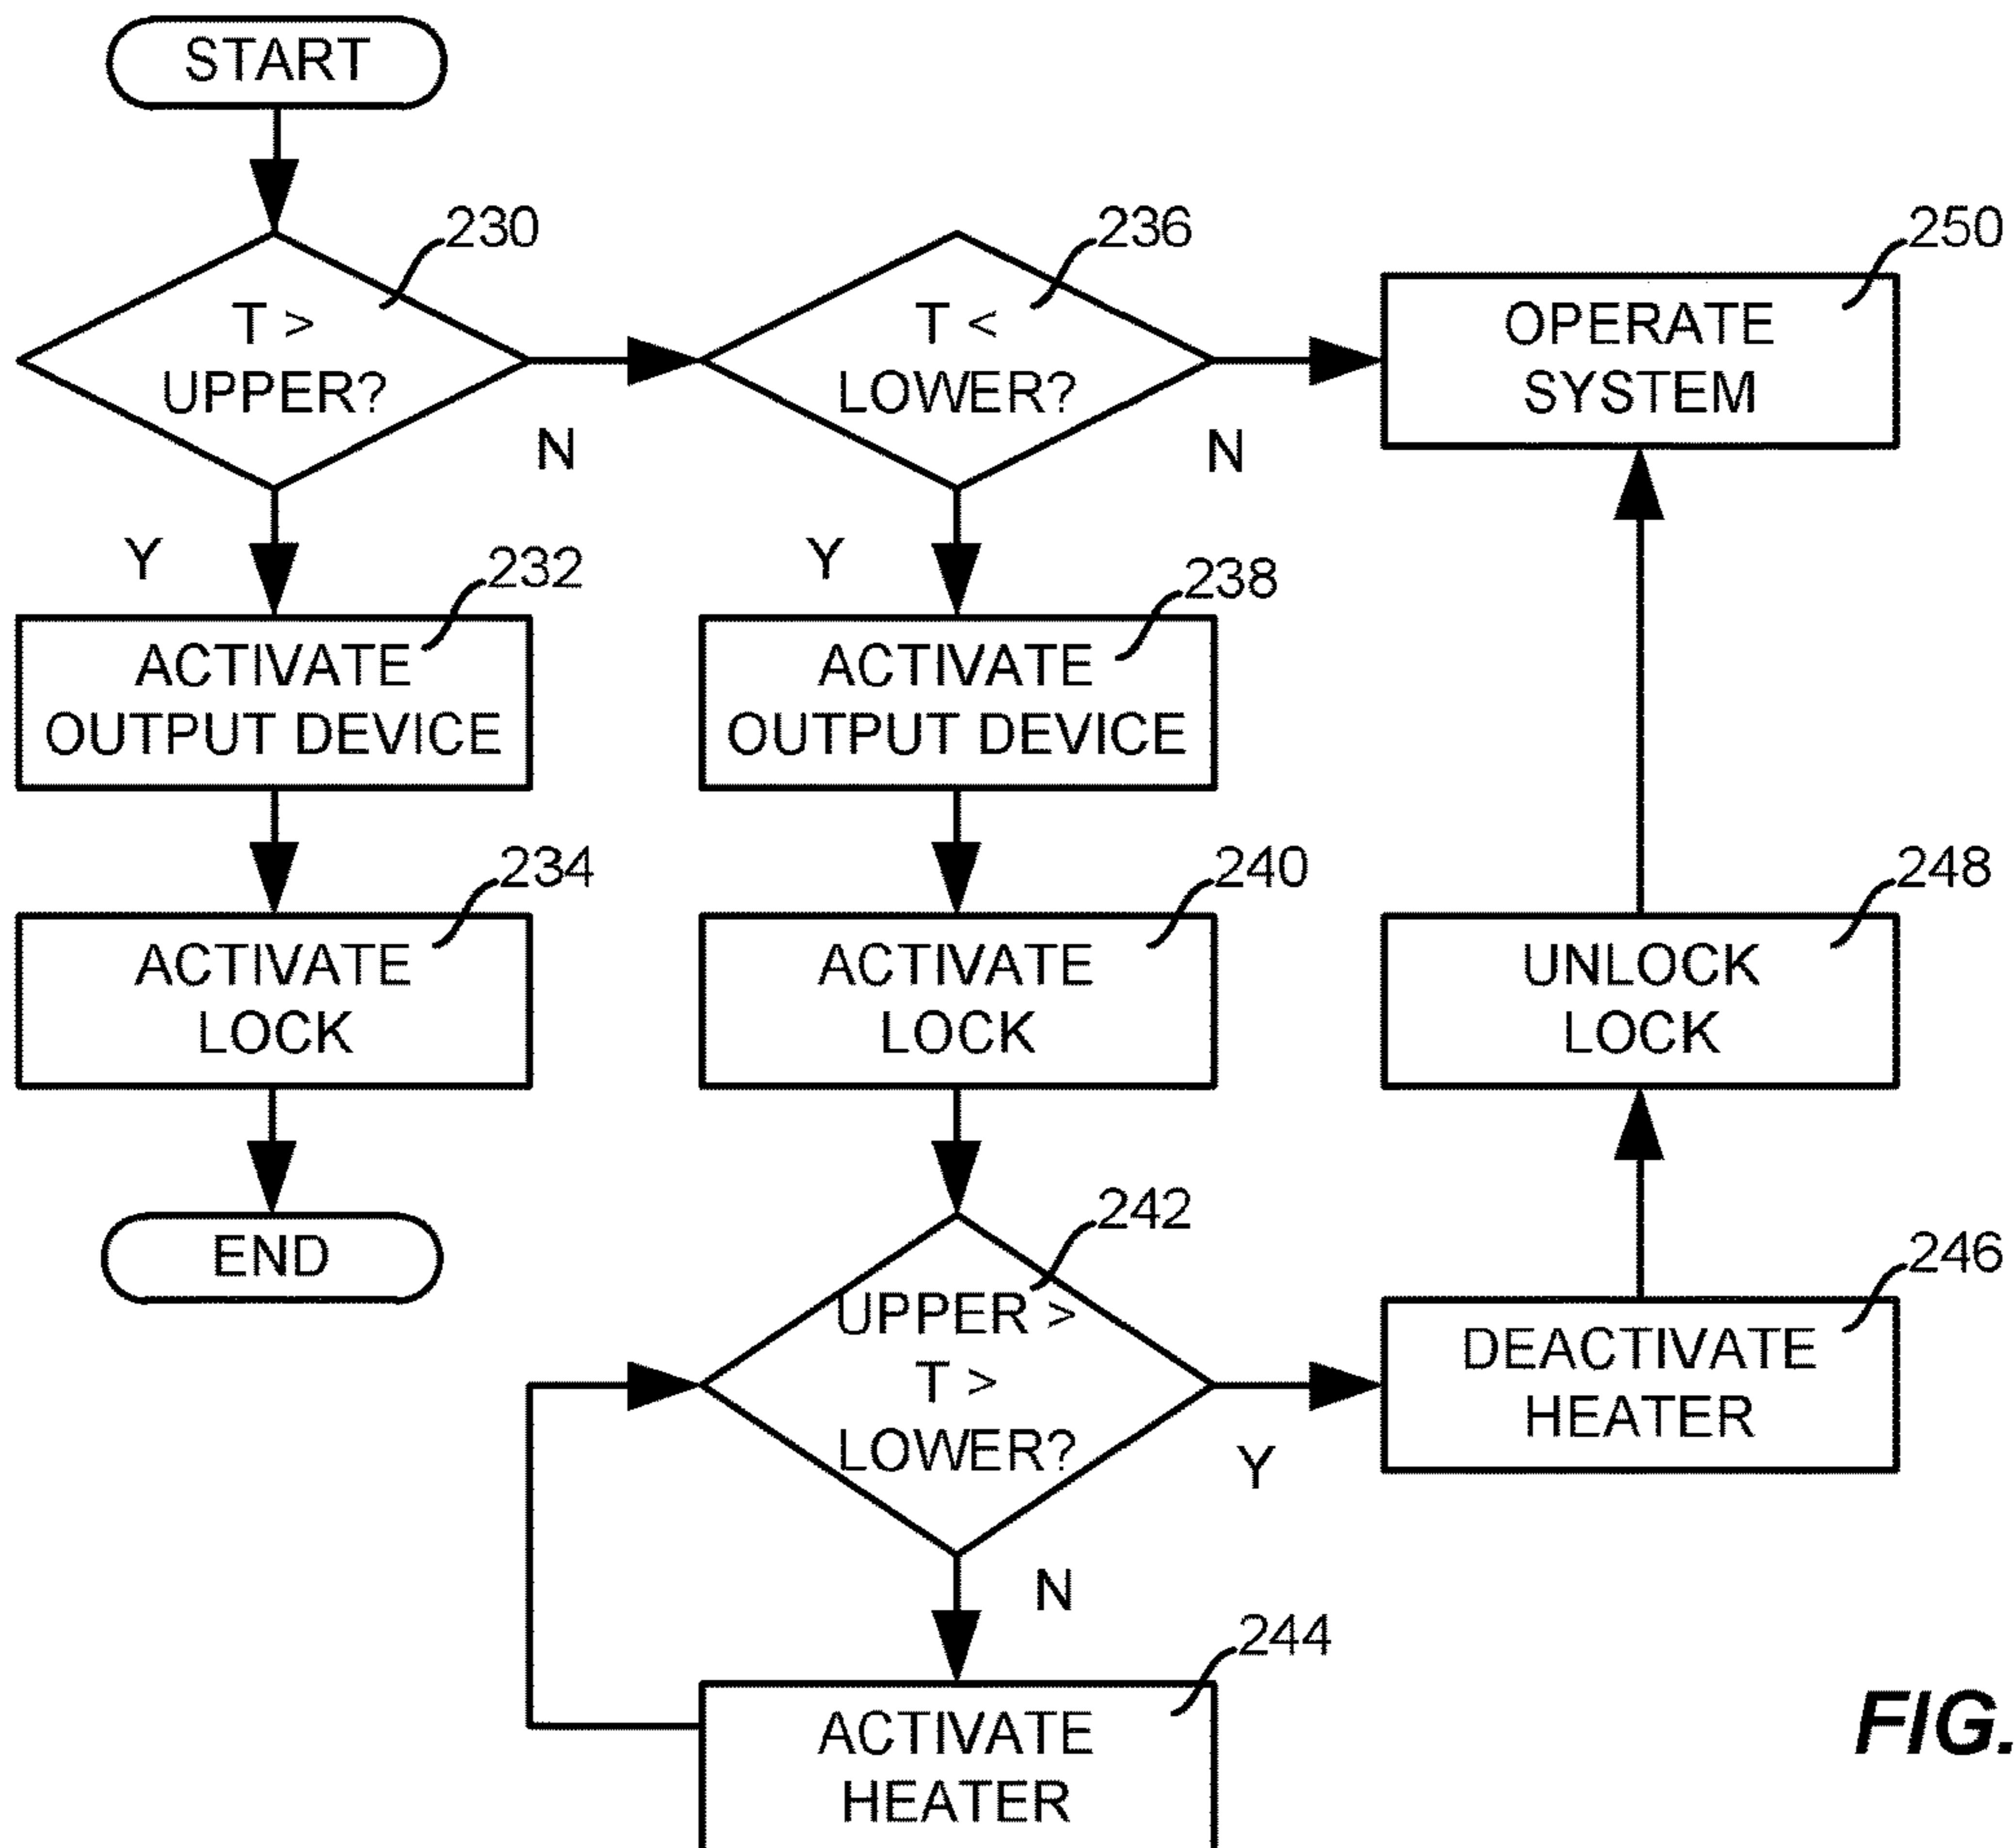 START
230
T >
UPPER?
N
Y
236
T <
LOWER?
N
Y
250
OPERATE
SYSTEM
232
ACTIVATE
OUTPUT DEVICE
238
ACTIVATE
OUTPUT DEVICE
234
ACTIVATE
LOCK
240
ACTIVATE
LOCK
248
UNLOCK
LOCK
END
242
UPPER >
T >
LOWER?
Y
N
246
DEACTIVATE
HEATER
244
ACTIVATE
HEATER
FIG.